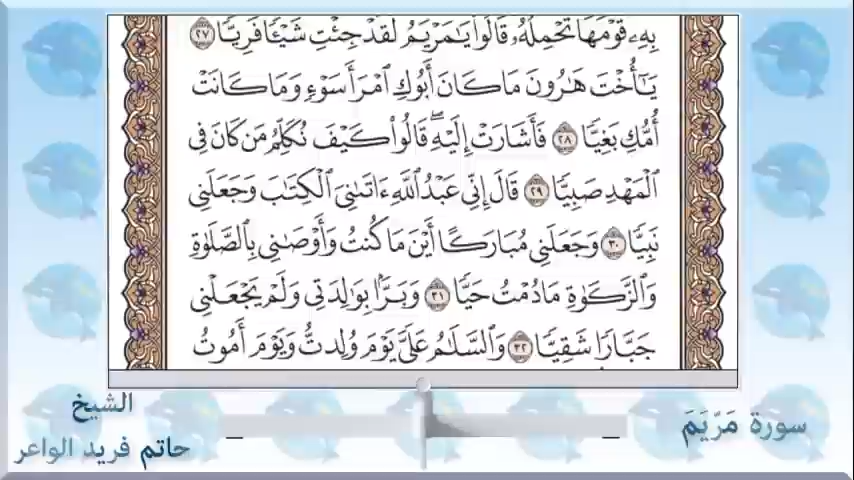 بِهِۦ قَوْمَهَا تَحْمِلُهُۥ قَالُوا۟ يَٰمَرْيَمُ لَقَدْ جِئْتِ شَيْـًٔا فَرِيًّا ٢٧
يَٰٓأُخْتَ هَٰرُونَ مَا كَانَ أَبُوكِ ٱمْرَأَ سَوْءٍ وَمَا كَانَتْ
أُمُّكِ بَغِيًّا ٢٨ فَأَشَارَتْ إِلَيْهِ ۖ قَالُوا۟ كَيْفَ نُكَلِّمُ مَن كَانَ فِى
ٱلْمَهْدِ صَبِيًّا ٢٩ قَالَ إِنِّى عَبْدُ ٱللَّهِ ءَاتَىٰنِىَ ٱلْكِتَٰبَ وَجَعَلَنِى
نَبِيًّا ٣٠ وَجَعَلَنِى مُبَارَكًا أَيْنَ مَا كُنتُ وَأَوْصَٰنِى بِٱلصَّلَوٰةِ
وَٱلزَّكَوٰةِ مَا دُمْتُ حَيًّا ٣١ وَبَرًّۢا بِوَٰلِدَتِى وَلَمْ يَجْعَلْنِى
جَبَّارًا شَقِيًّا ٣٢ وَٱلسَّلَٰمُ عَلَىَّ يَوْمَ وُلِدتُّ وَيَوْمَ أَمُوتُ
سورة مَرْيَمَ
الشيخ
حاتم فريد الواعر